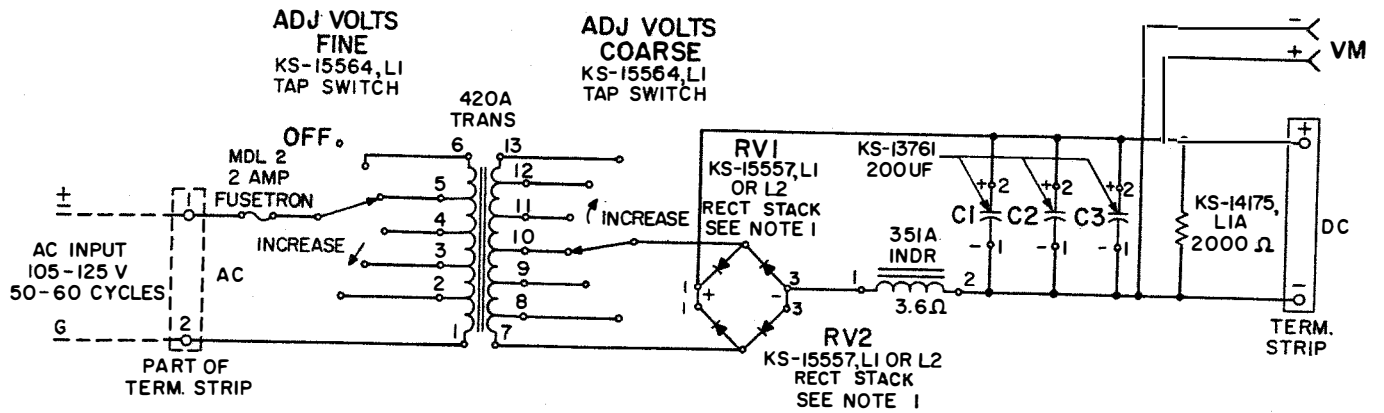 ADJ VOLTS
FINE
KS-15564, L1
TAP SWITCH
ADJ VOLTS
COARSE
KS-15564, L1
TAP SWITCH
420A
TRANS
OFF
MDL 2
2 AMP
FUSETRON
INCREASE
±
AC INPUT
105-125 V
50-60 CYCLES
G
1
2
AC
PART OF
TERM. STRIP
6
5
4
3
2
1
13
12
11
10
9
8
7
INCREASE
RV1
KS-15557, L1
OR L2
RECT STACK
SEE NOTE 1
1
+
1
3
-
3
RV2
KS-15557, L1 OR L2
RECT STACK
SEE NOTE 1
351A
INDR
1
2
3.6Ω
KS-13761
200UF
+ 2
C1
- 1
+ 2
C2
- 1
+ 2
C3
- 1
KS-14175,
L1A
2000 Ω
-
+
VM
+
-
DC
TERM.
STRIP